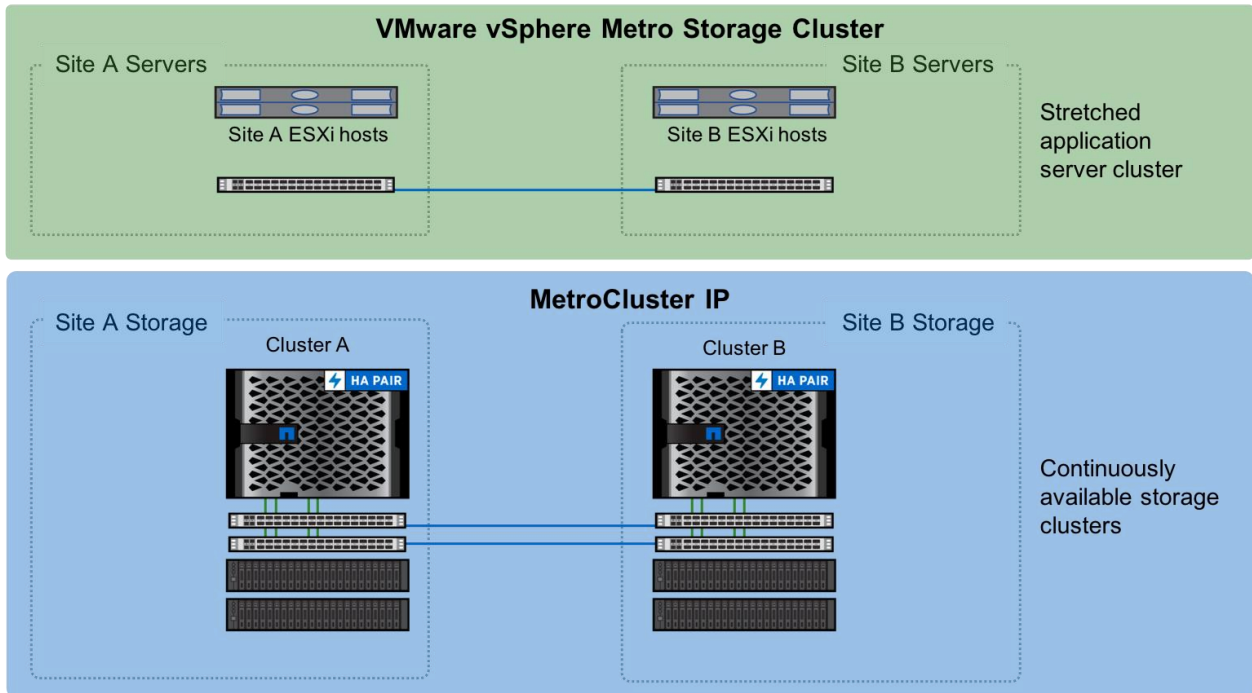 VMware vSphere Metro Storage Cluster
Site A Servers
Site B Servers
Site A ESXi hosts
Site B ESXi hosts
Stretched
application
server cluster
MetroCluster IP
Site A Storage
Site B Storage
Cluster A
Cluster B
HA PAIR
HA PAIR
Continuously
available storage
clusters